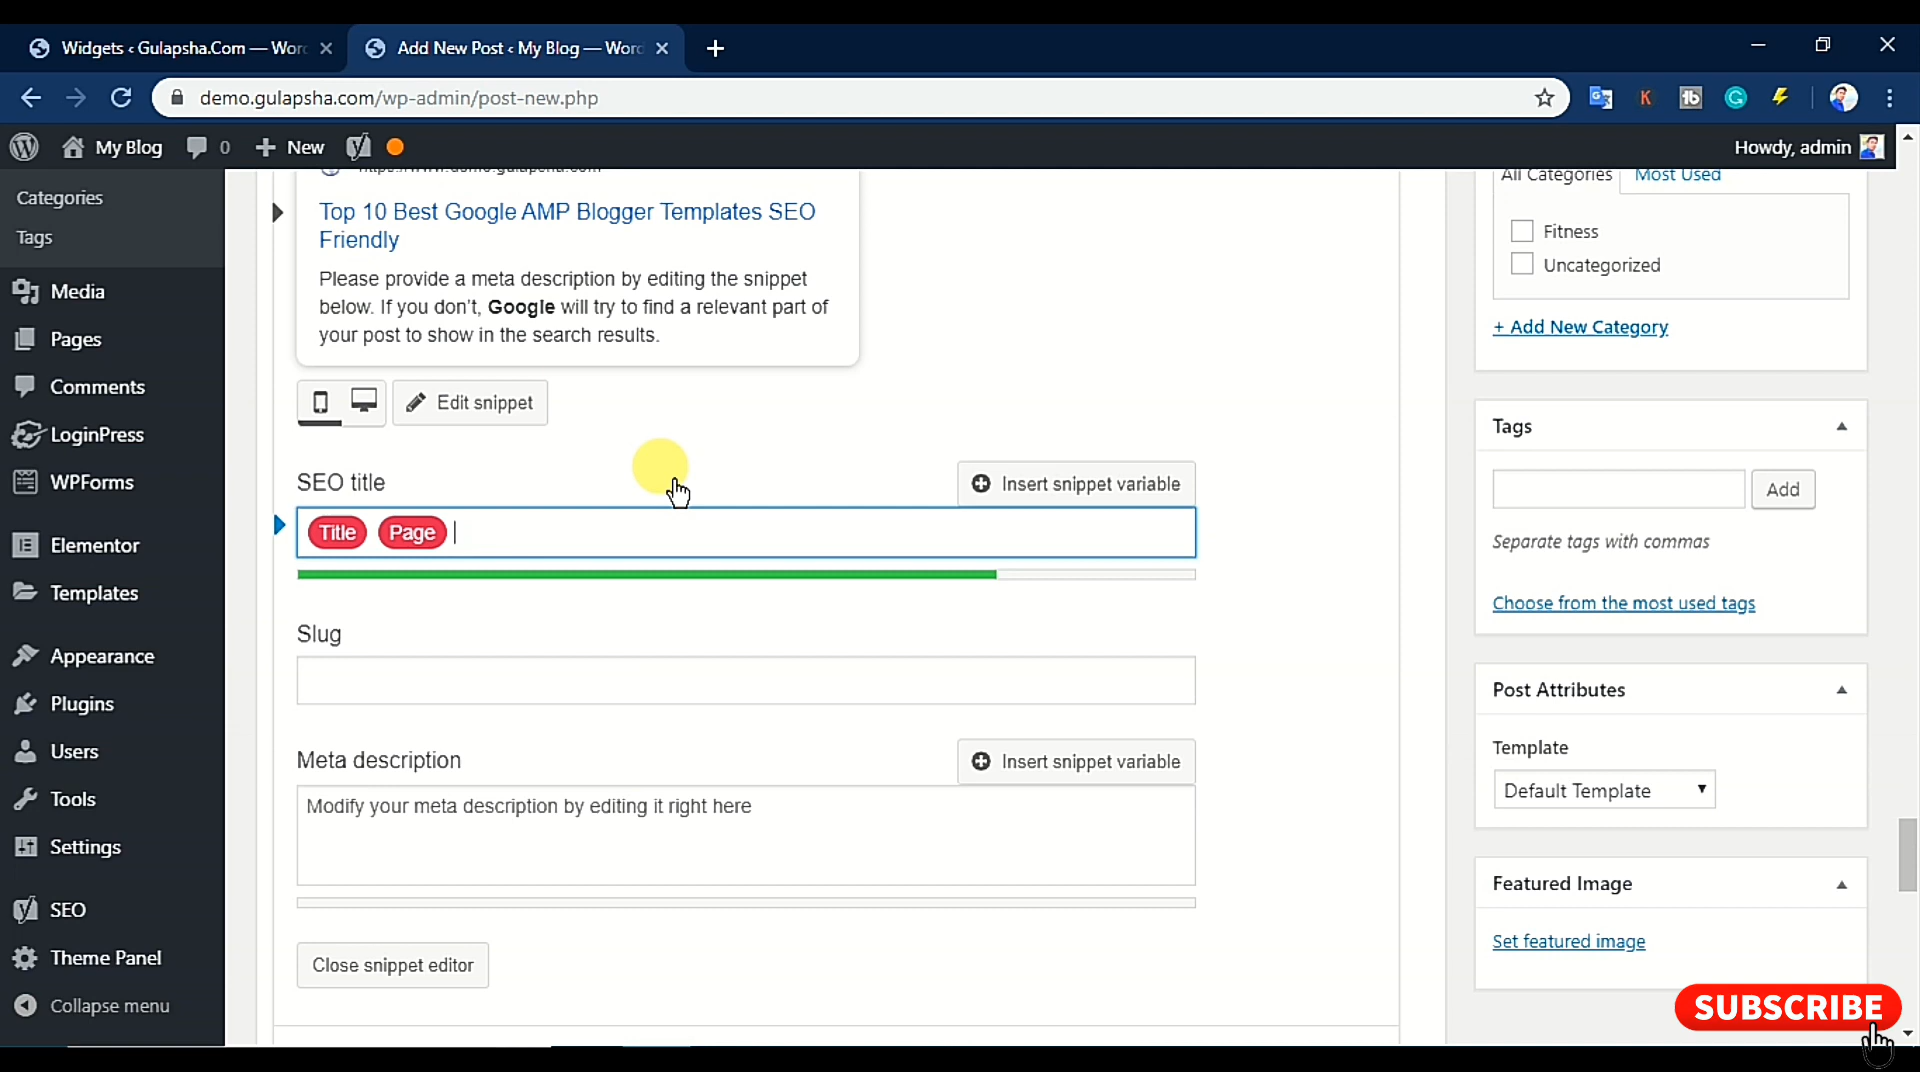 Widgets ‹ Gulapsha.Com — Wor
Add New Post ‹ My Blog — Word
demo.gulapsha.com/wp-admin/post-new.php
My Blog
0
New
Howdy, admin
Categories
Tags
Media
Pages
Comments
LoginPress
WPForms
Elementor
Templates
Appearance
Plugins
Users
Tools
Settings
SEO
Theme Panel
Collapse menu
https://www.demo.gulapsha.com
Top 10 Best Google AMP Blogger Templates SEO
Friendly
Please provide a meta description by editing the snippet
below. If you don't, Google will try to find a relevant part of
your post to show in the search results.
Edit snippet
SEO title
Insert snippet variable
Title Page
Slug
Meta description
Insert snippet variable
Modify your meta description by editing it right here
Close snippet editor
All Categories
Most Used
Fitness
Uncategorized
+ Add New Category
Tags
Add
Separate tags with commas
Choose from the most used tags
Post Attributes
Template
Default Template
Featured Image
Set featured image
SUBSCRIBE